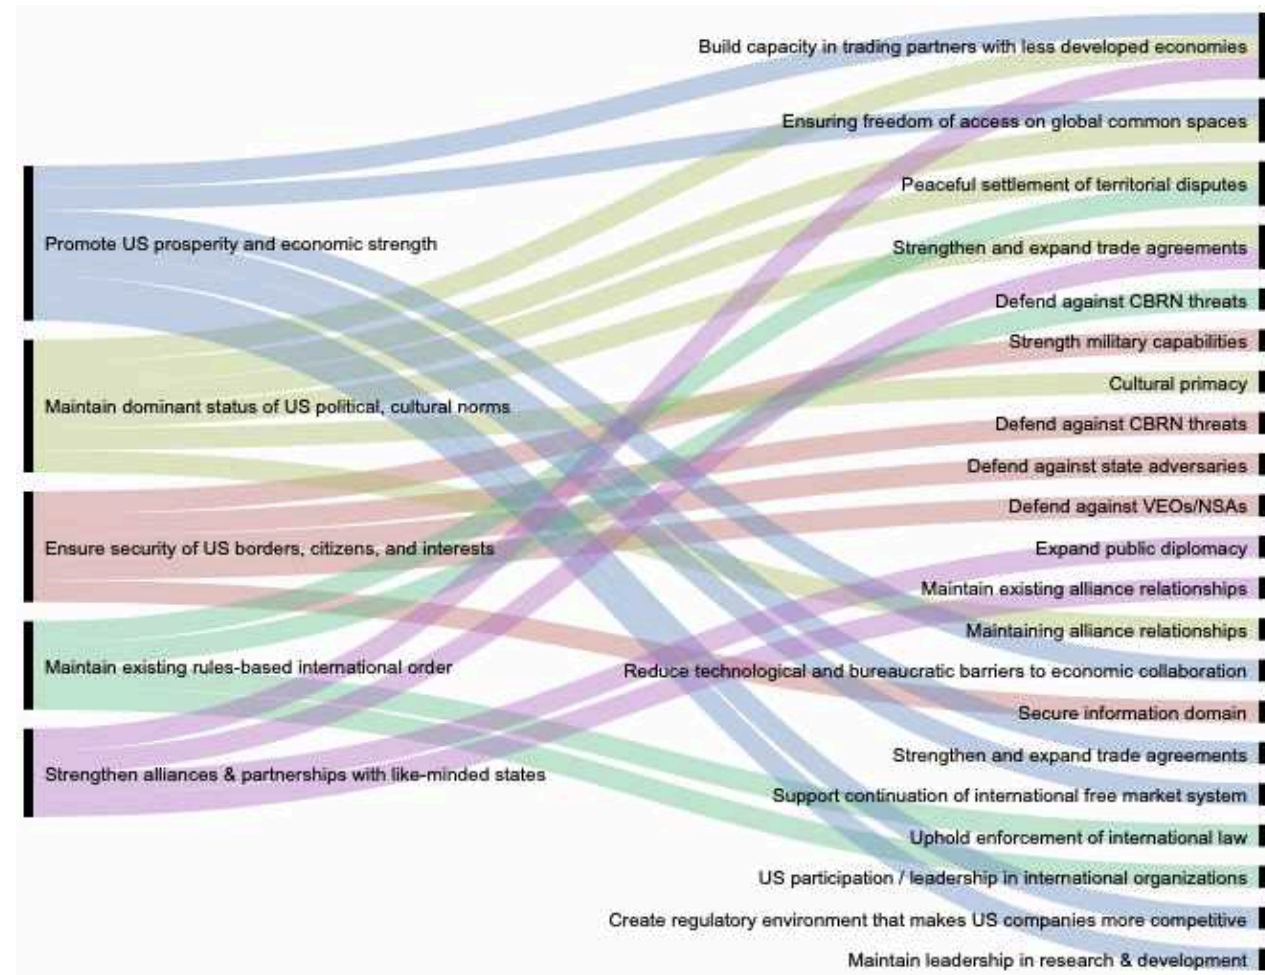 Promote US prosperity and economic strength
Maintain dominant status of US political, cultural norms
Ensure security of US borders, citizens, and interests
Maintain existing rules-based international order
Strengthen alliances & partnerships with like-minded states
Build capacity in trading partners with less developed economies
Ensuring freedom of access on global common spaces
Peaceful settlement of territorial disputes
Strengthen and expand trade agreements
Defend against CBRN threats
Strength military capabilities
Cultural primacy
Defend against CBRN threats
Defend against state adversaries
Defend against VEOs/NSAs
Expand public diplomacy
Maintain existing alliance relationships
Maintaining alliance relationships
Reduce technological and bureaucratic barriers to economic collaboration
Secure information domain
Strengthen and expand trade agreements
Support continuation of international free market system
Uphold enforcement of international law
US participation / leadership in international organizations
Create regulatory environment that makes US companies more competitive
Maintain leadership in research & development